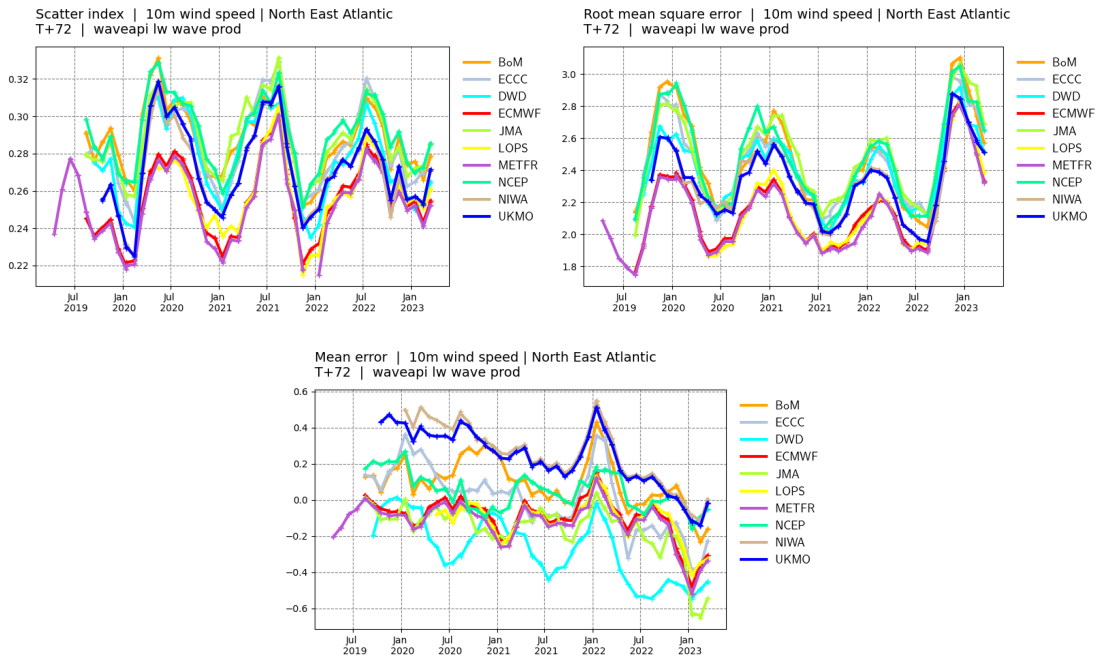 Scatter index | 10m wind speed | North East Atlantic
T+72 | waveapi lw wave prod
0.32
0.30
0.28
0.26
0.24
0.22
Jul
2019
Jan
2020
Jul
2020
Jan
2021
Jul
2021
Jan
2022
Jul
2022
Jan
2023
BoM
ECCC
DWD
ECMWF
JMA
LOPS
METFR
NCEP
NIWA
UKMO
Root mean square error | 10m wind speed | North East Atlantic
T+72 | waveapi lw wave prod
3.0
2.8
2.6
2.4
2.2
2.0
1.8
Jul
2019
Jan
2020
Jul
2020
Jan
2021
Jul
2021
Jan
2022
Jul
2022
Jan
2023
BoM
ECCC
DWD
ECMWF
JMA
LOPS
METFR
NCEP
NIWA
UKMO
Mean error | 10m wind speed | North East Atlantic
T+72 | waveapi lw wave prod
0.6
0.4
0.2
0.0
−0.2
−0.4
−0.6
Jul
2019
Jan
2020
Jul
2020
Jan
2021
Jul
2021
Jan
2022
Jul
2022
Jan
2023
BoM
ECCC
DWD
ECMWF
JMA
LOPS
METFR
NCEP
NIWA
UKMO